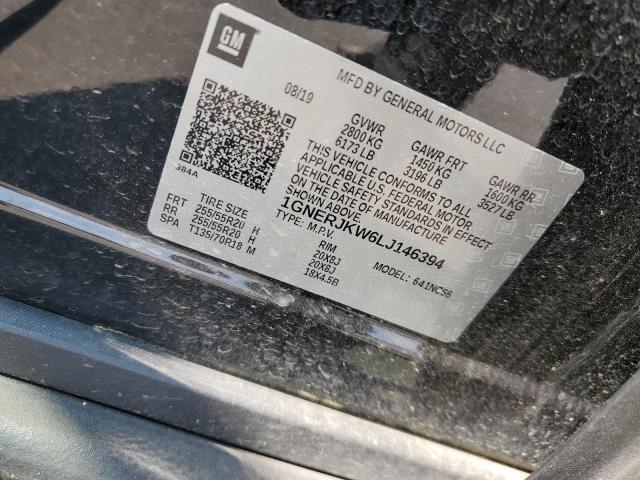 GM
MFD BY GENERAL MOTORS LLC
08/19
GVWR GAWR FRT GAWR RR
2800 KG 1450 KG 1600 KG
6173 LB 3196 LB 3527 LB
THIS VEHICLE CONFORMS TO ALL
APPLICABLE U.S. FEDERAL MOTOR
VEHICLE SAFETY STANDARDS IN EFFECT
ON THE DATE OF MANUFACTURE
SHOWN ABOVE.
384A
1GNERJKW6LJ146394
TYPE: M.P.V. MODEL: 641NC56
TIRE SIZE RIM
FRT 255/55R20 H 20X8J
RR 255/55R20 H 20X8J
SPA T135/70R18 M 18X4.5B